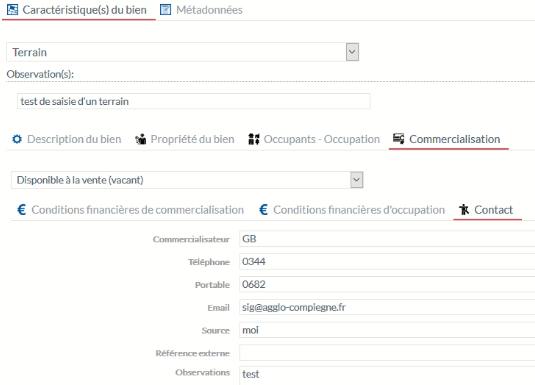 Caractéristique(s) du bien Métadonnées
Terrain
Observation(s):
test de saisie d'un terrain
Description du bien Propriété du bien Occupants - Occupation Commercialisation
Disponible à la vente (vacant)
Conditions financières de commercialisation Conditions financières d'occupation Contact
Commercialisateur GB
Téléphone 0344
Portable 0682
Email sig@agglo-compiegne.fr
Source moi
Référence externe
Observations test